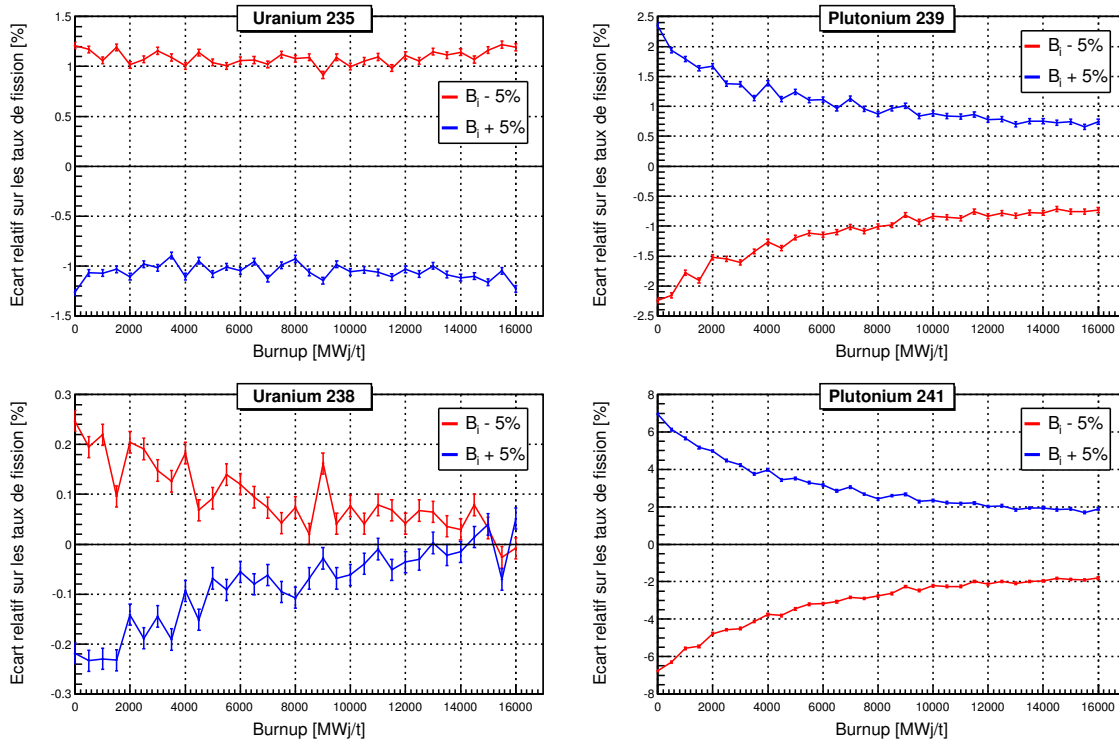 Uranium 235
Ecart relatif sur les taux de fission [%]
1.5
1
0.5
0
-0.5
-1
-1.5
B_i - 5%
B_i + 5%
0 2000 4000 6000 8000 10000 12000 14000 16000
Burnup [MWj/t]
Plutonium 239
Ecart relatif sur les taux de fission [%]
2.5
2
1.5
1
0.5
0
-0.5
-1
-1.5
-2
-2.5
B_i - 5%
B_i + 5%
0 2000 4000 6000 8000 10000 12000 14000 16000
Burnup [MWj/t]
Uranium 238
Ecart relatif sur les taux de fission [%]
0.3
0.2
0.1
0
-0.1
-0.2
-0.3
B_i - 5%
B_i + 5%
0 2000 4000 6000 8000 10000 12000 14000 16000
Burnup [MWj/t]
Plutonium 241
Ecart relatif sur les taux de fission [%]
8
6
4
2
0
-2
-4
-6
-8
B_i - 5%
B_i + 5%
0 2000 4000 6000 8000 10000 12000 14000 16000
Burnup [MWj/t]